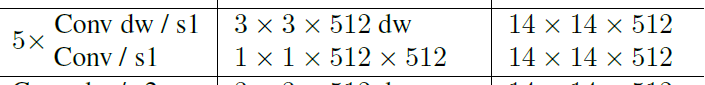 5× Conv dw / s1 3 × 3 × 512 dw 14 × 14 × 512
Conv / s1 1 × 1 × 512 × 512 14 × 14 × 512